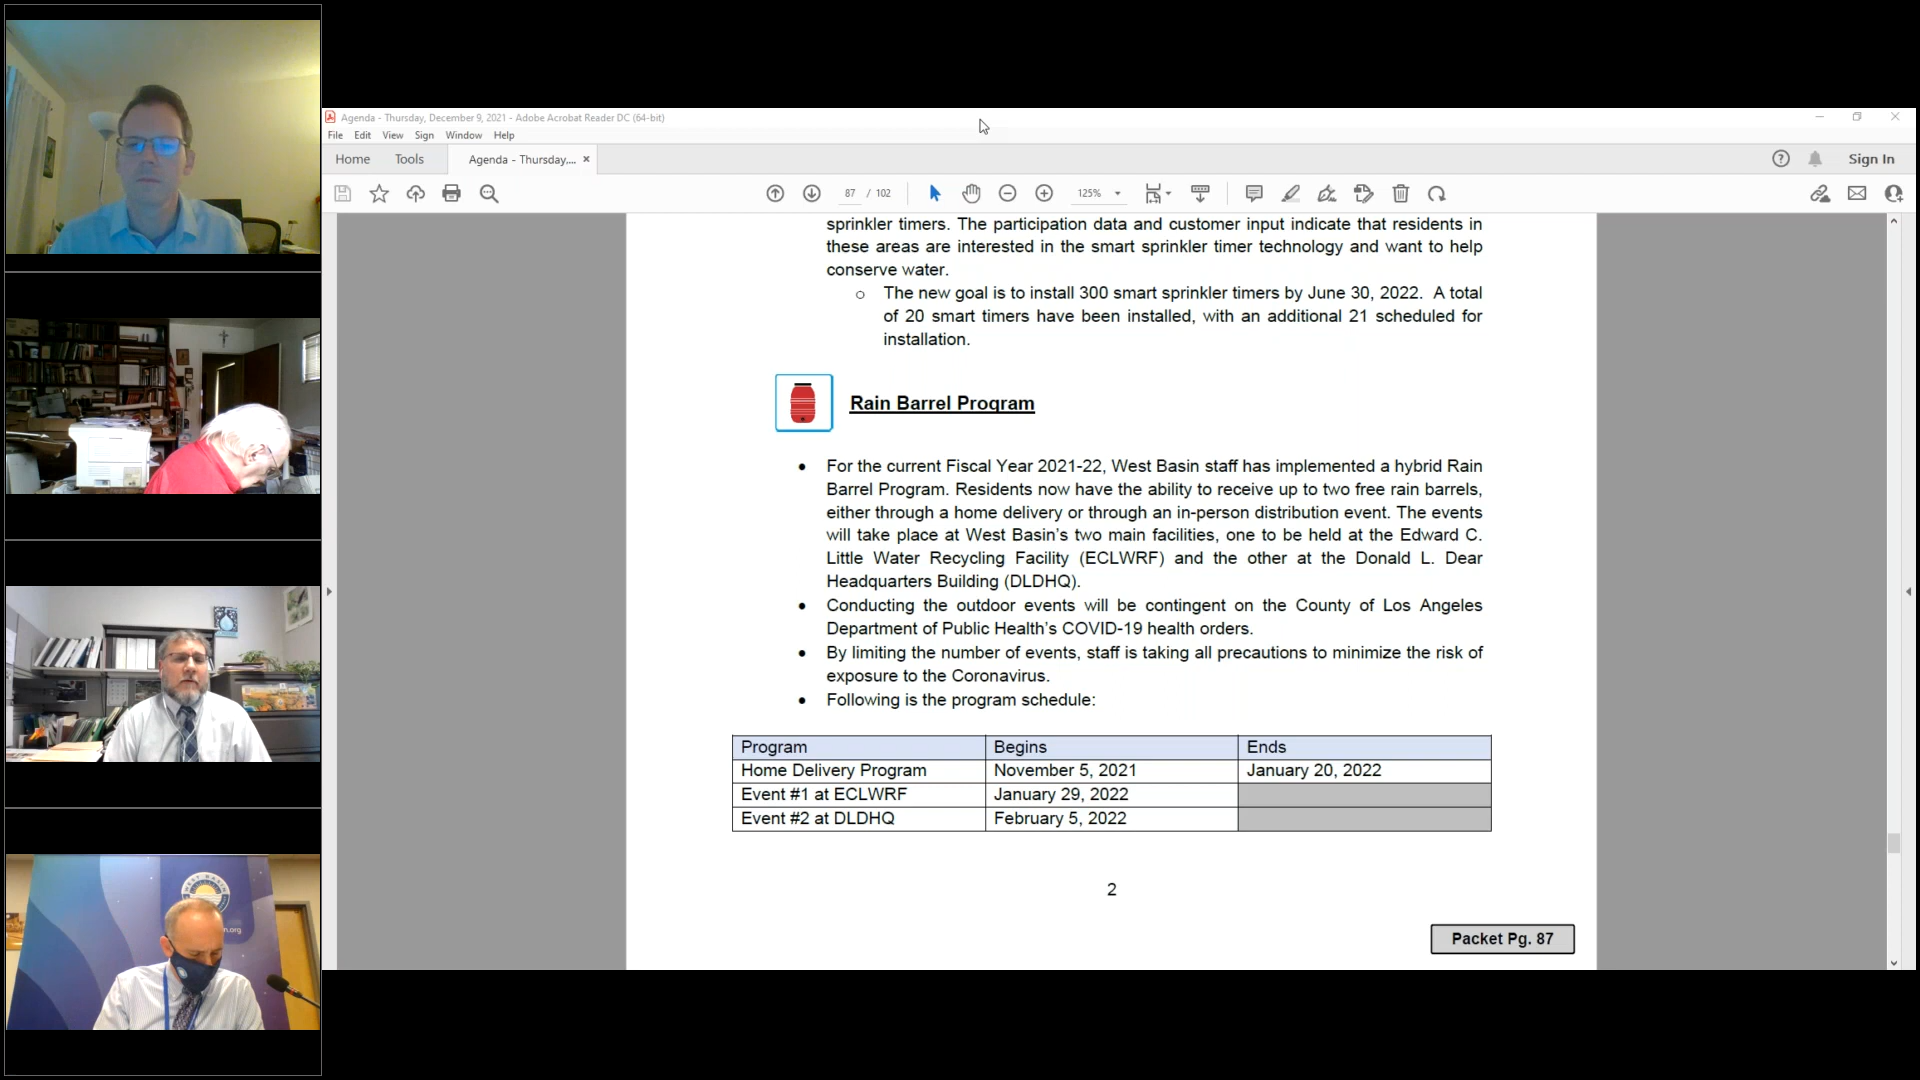 Agenda - Thursday, December 9, 2021 - Adobe Acrobat Reader DC (64-bit)
File Edit View Sign Window Help
Home Tools Agenda - Thursday,... × Sign In
87 / 102 125%
sprinkler timers. The participation data and customer input indicate that residents in
these areas are interested in the smart sprinkler timer technology and want to help
conserve water.
o The new goal is to install 300 smart sprinkler timers by June 30, 2022. A total
of 20 smart timers have been installed, with an additional 21 scheduled for
installation.
Rain Barrel Program
• For the current Fiscal Year 2021-22, West Basin staff has implemented a hybrid Rain
Barrel Program. Residents now have the ability to receive up to two free rain barrels,
either through a home delivery or through an in-person distribution event. The events
will take place at West Basin's two main facilities, one to be held at the Edward C.
Little Water Recycling Facility (ECLWRF) and the other at the Donald L. Dear
Headquarters Building (DLDHQ).
• Conducting the outdoor events will be contingent on the County of Los Angeles
Department of Public Health's COVID-19 health orders.
• By limiting the number of events, staff is taking all precautions to minimize the risk of
exposure to the Coronavirus.
• Following is the program schedule:
Program Begins Ends
Home Delivery Program November 5, 2021 January 20, 2022
Event #1 at ECLWRF January 29, 2022
Event #2 at DLDHQ February 5, 2022
2
Packet Pg. 87
WEST BASIN